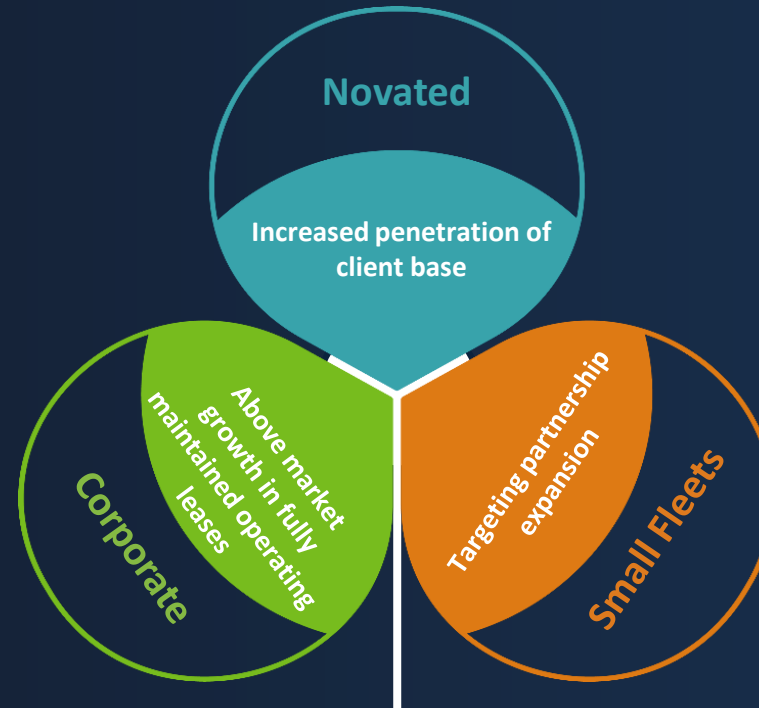 Novated
Increased penetration of
client base
Corporate
Above market
growth in fully
maintained operating
leases
Targeting partnership
expansion
Small Fleets